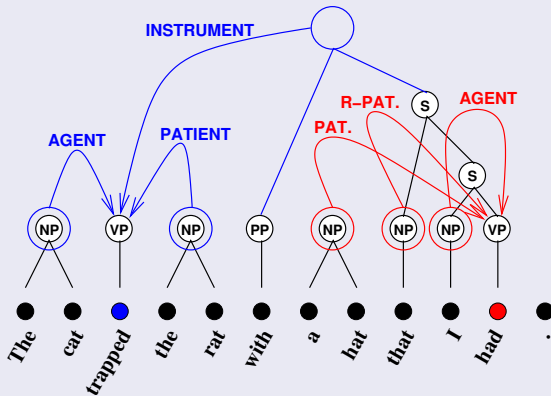 INSTRUMENT
S
R-PAT. AGENT
AGENT PATIENT PAT.
S
NP VP NP PP NP NP NP VP
The cat trapped the rat with a hat that I had .